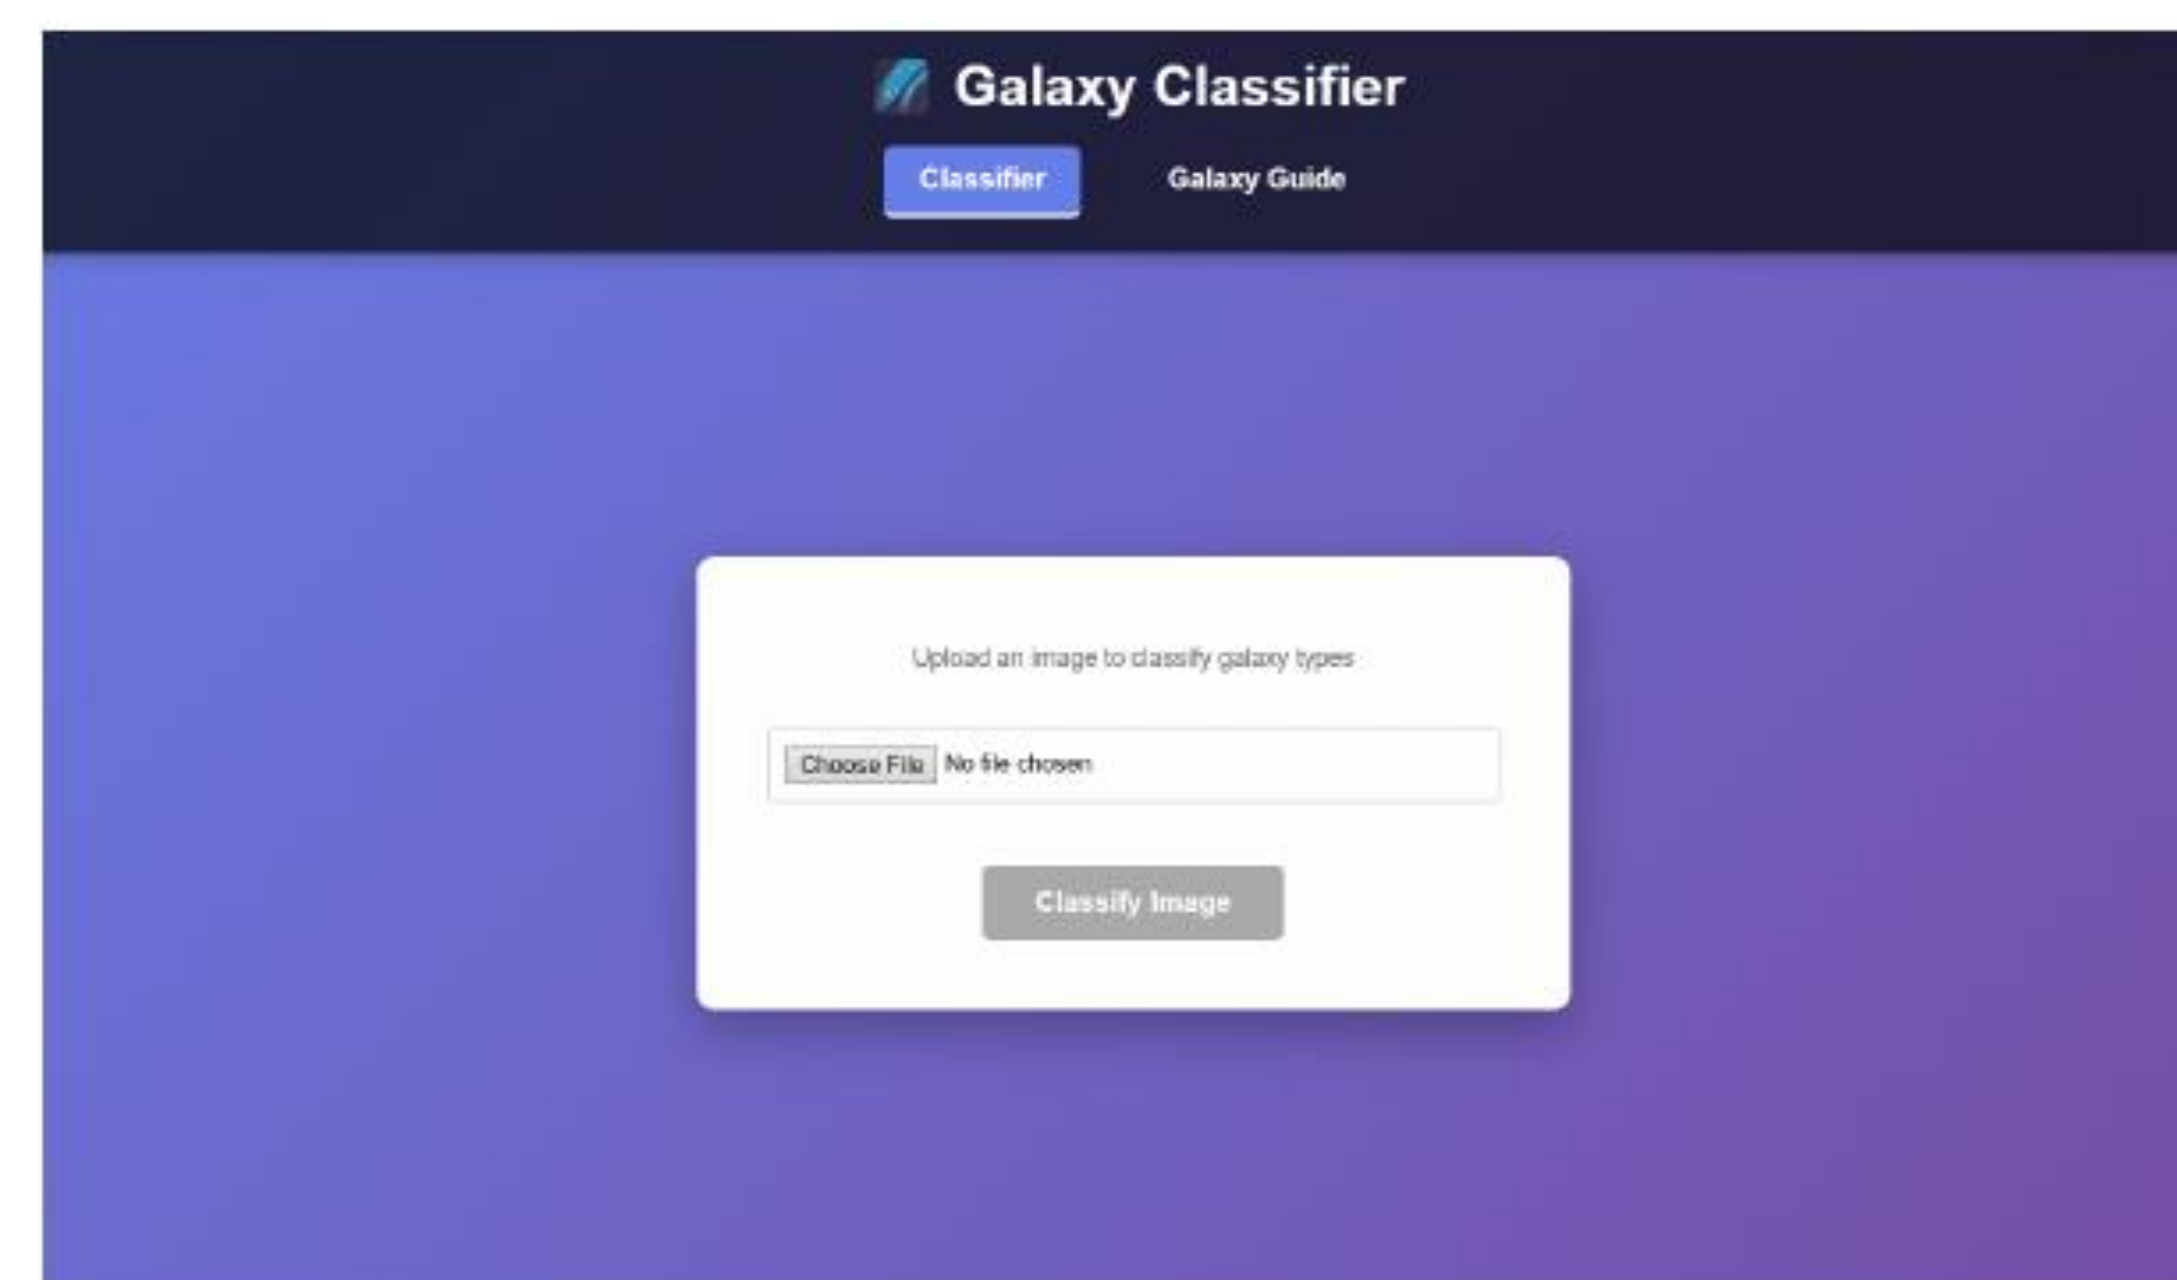 Galaxy Classifier
Classifier Galaxy Guide
Upload an image to classify galaxy types
Choose File No file chosen
Classify Image